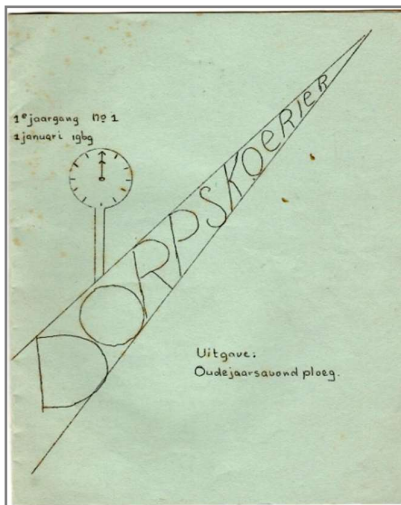 1e jaargang No 1
1 januari 1969
DORPSKOERIER
Uitgave:
Oudejaarsavond ploeg.